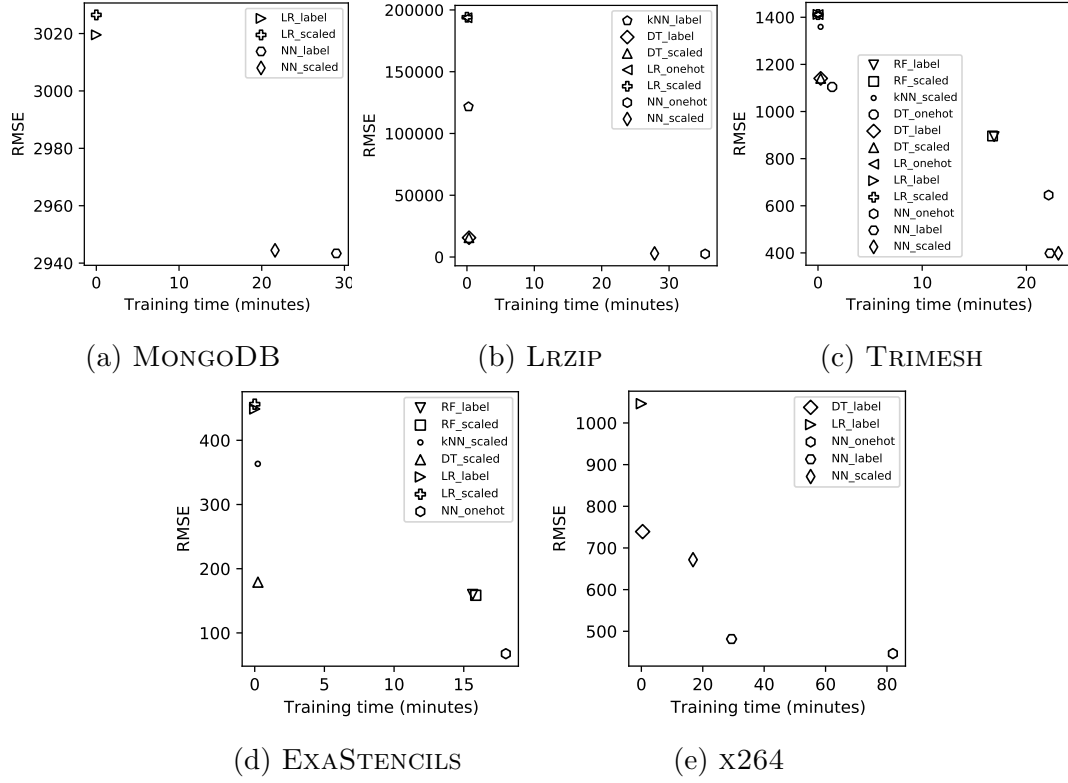 3020
3000
2980
2960
2940
RMSE
0
10
20
30
Training time (minutes)
LR_label
LR_scaled
NN_label
NN_scaled
(a) MONGODB
200000
150000
100000
50000
0
RMSE
0
10
20
30
Training time (minutes)
kNN_label
DT_label
DT_scaled
LR_onehot
LR_scaled
NN_onehot
NN_scaled
(b) LRZIP
1400
1200
1000
800
600
400
RMSE
0
10
20
Training time (minutes)
RF_label
RF_scaled
kNN_scaled
DT_onehot
DT_label
DT_scaled
LR_onehot
LR_label
LR_scaled
NN_onehot
NN_label
NN_scaled
(c) TRIMESH
400
300
200
100
RMSE
0
5
10
15
Training time (minutes)
RF_label
RF_scaled
kNN_scaled
DT_scaled
LR_label
LR_scaled
NN_onehot
(d) EXASTENCILS
1000
900
800
700
600
500
RMSE
0
20
40
60
80
Training time (minutes)
DT_label
LR_label
NN_onehot
NN_label
NN_scaled
(e) X264